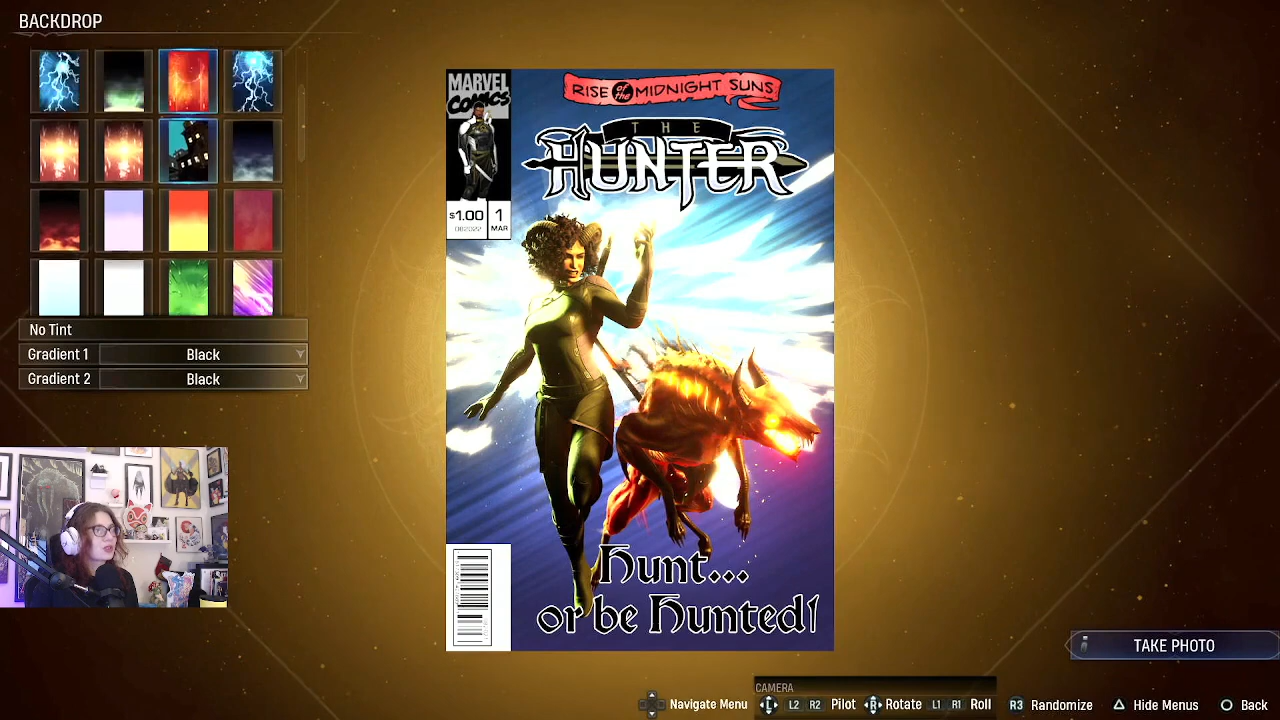 BACKDROP
No Tint
Gradient 1 Black
Gradient 2 Black
MARVEL
COMICS
$1.00 1
MAR
RISE of the MIDNIGHT SUNS
THE
HUNTER
Hunt...
or be Hunted!
TAKE PHOTO
CAMERA
Navigate Menu L L2 R2 Pilot R Rotate L1 R1 Roll R3 Randomize Hide Menus Back